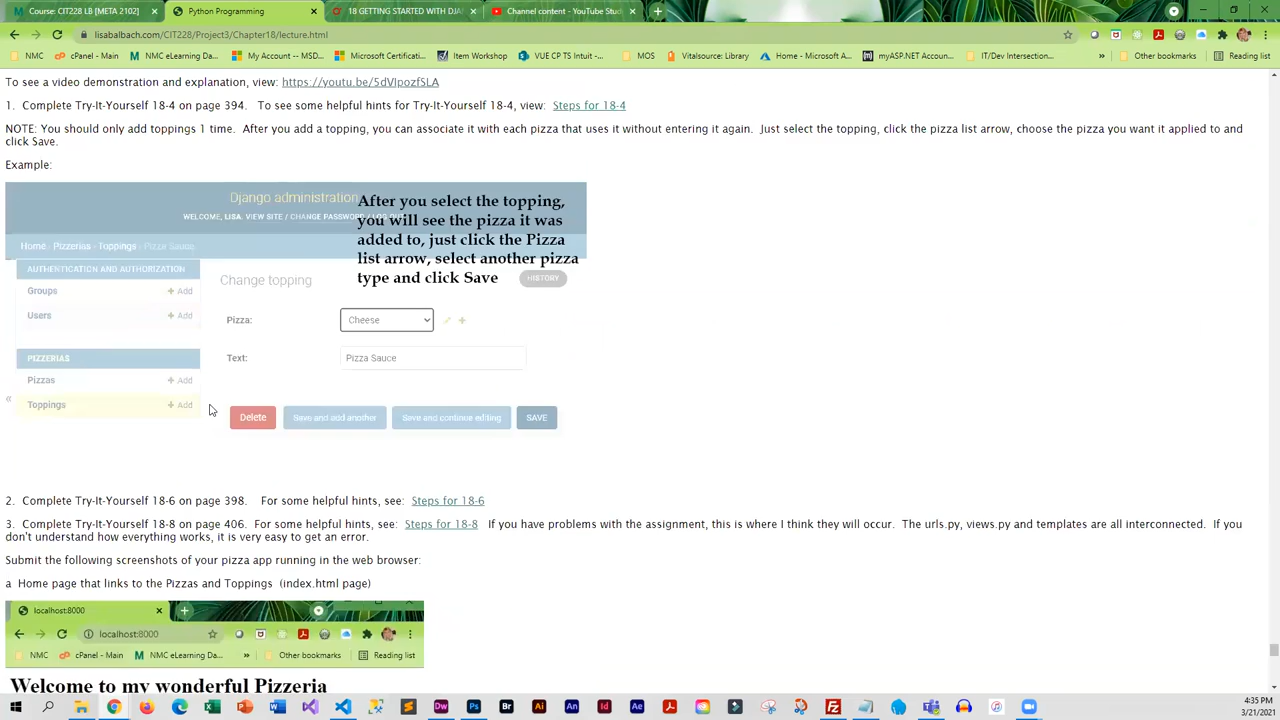 Course: CIT228 LB [META 2102]
Python Programming
18 GETTING STARTED WITH DJA
Channel content - YouTube Stud
lisabalbach.com/CIT228/Project3/Chapter18/lecture.html
NMC
cPanel - Main
NMC eLearning Da...
My Account -- MSD...
Microsoft Certificati...
Item Workshop
VUE CP TS Intuit -...
MOS
Vitalsource: Library
Home - Microsoft A...
myASP.NET Accoun...
IT/Dev Intersection...
Other bookmarks
Reading list
To see a video demonstration and explanation, view: https://youtu.be/5dVIpozfSLA
1. Complete Try-It-Yourself 18-4 on page 394. To see some helpful hints for Try-It-Yourself 18-4, view: Steps for 18-4
NOTE: You should only add toppings 1 time. After you add a topping, you can associate it with each pizza that uses it without entering it again. Just select the topping, click the pizza list arrow, choose the pizza you want it applied to and
click Save.
Example:
Django administration
WELCOME, LISA. VIEW SITE / CHANGE PASSWORD / LOG OUT
After you select the topping,
you will see the pizza it was
added to, just click the Pizza
list arrow, select another pizza
type and click Save
Home › Pizzerias › Toppings › Pizza Sauce
AUTHENTICATION AND AUTHORIZATION
Groups + Add
Users + Add
PIZZERIAS
Pizzas + Add
Toppings + Add
«
Change topping
HISTORY
Pizza: Cheese
Text: Pizza Sauce
Delete
Save and add another
Save and continue editing
SAVE
2. Complete Try-It-Yourself 18-6 on page 398. For some helpful hints, see: Steps for 18-6
3. Complete Try-It-Yourself 18-8 on page 406. For some helpful hints, see: Steps for 18-8 If you have problems with the assignment, this is where I think they will occur. The urls.py, views.py and templates are all interconnected. If you
don't understand how everything works, it is very easy to get an error.
Submit the following screenshots of your pizza app running in the web browser:
a Home page that links to the Pizzas and Toppings (index.html page)
localhost:8000
localhost:8000
NMC
cPanel - Main
NMC eLearning Da...
Other bookmarks
Reading list
Welcome to my wonderful Pizzeria
4:35 PM
3/21/2021